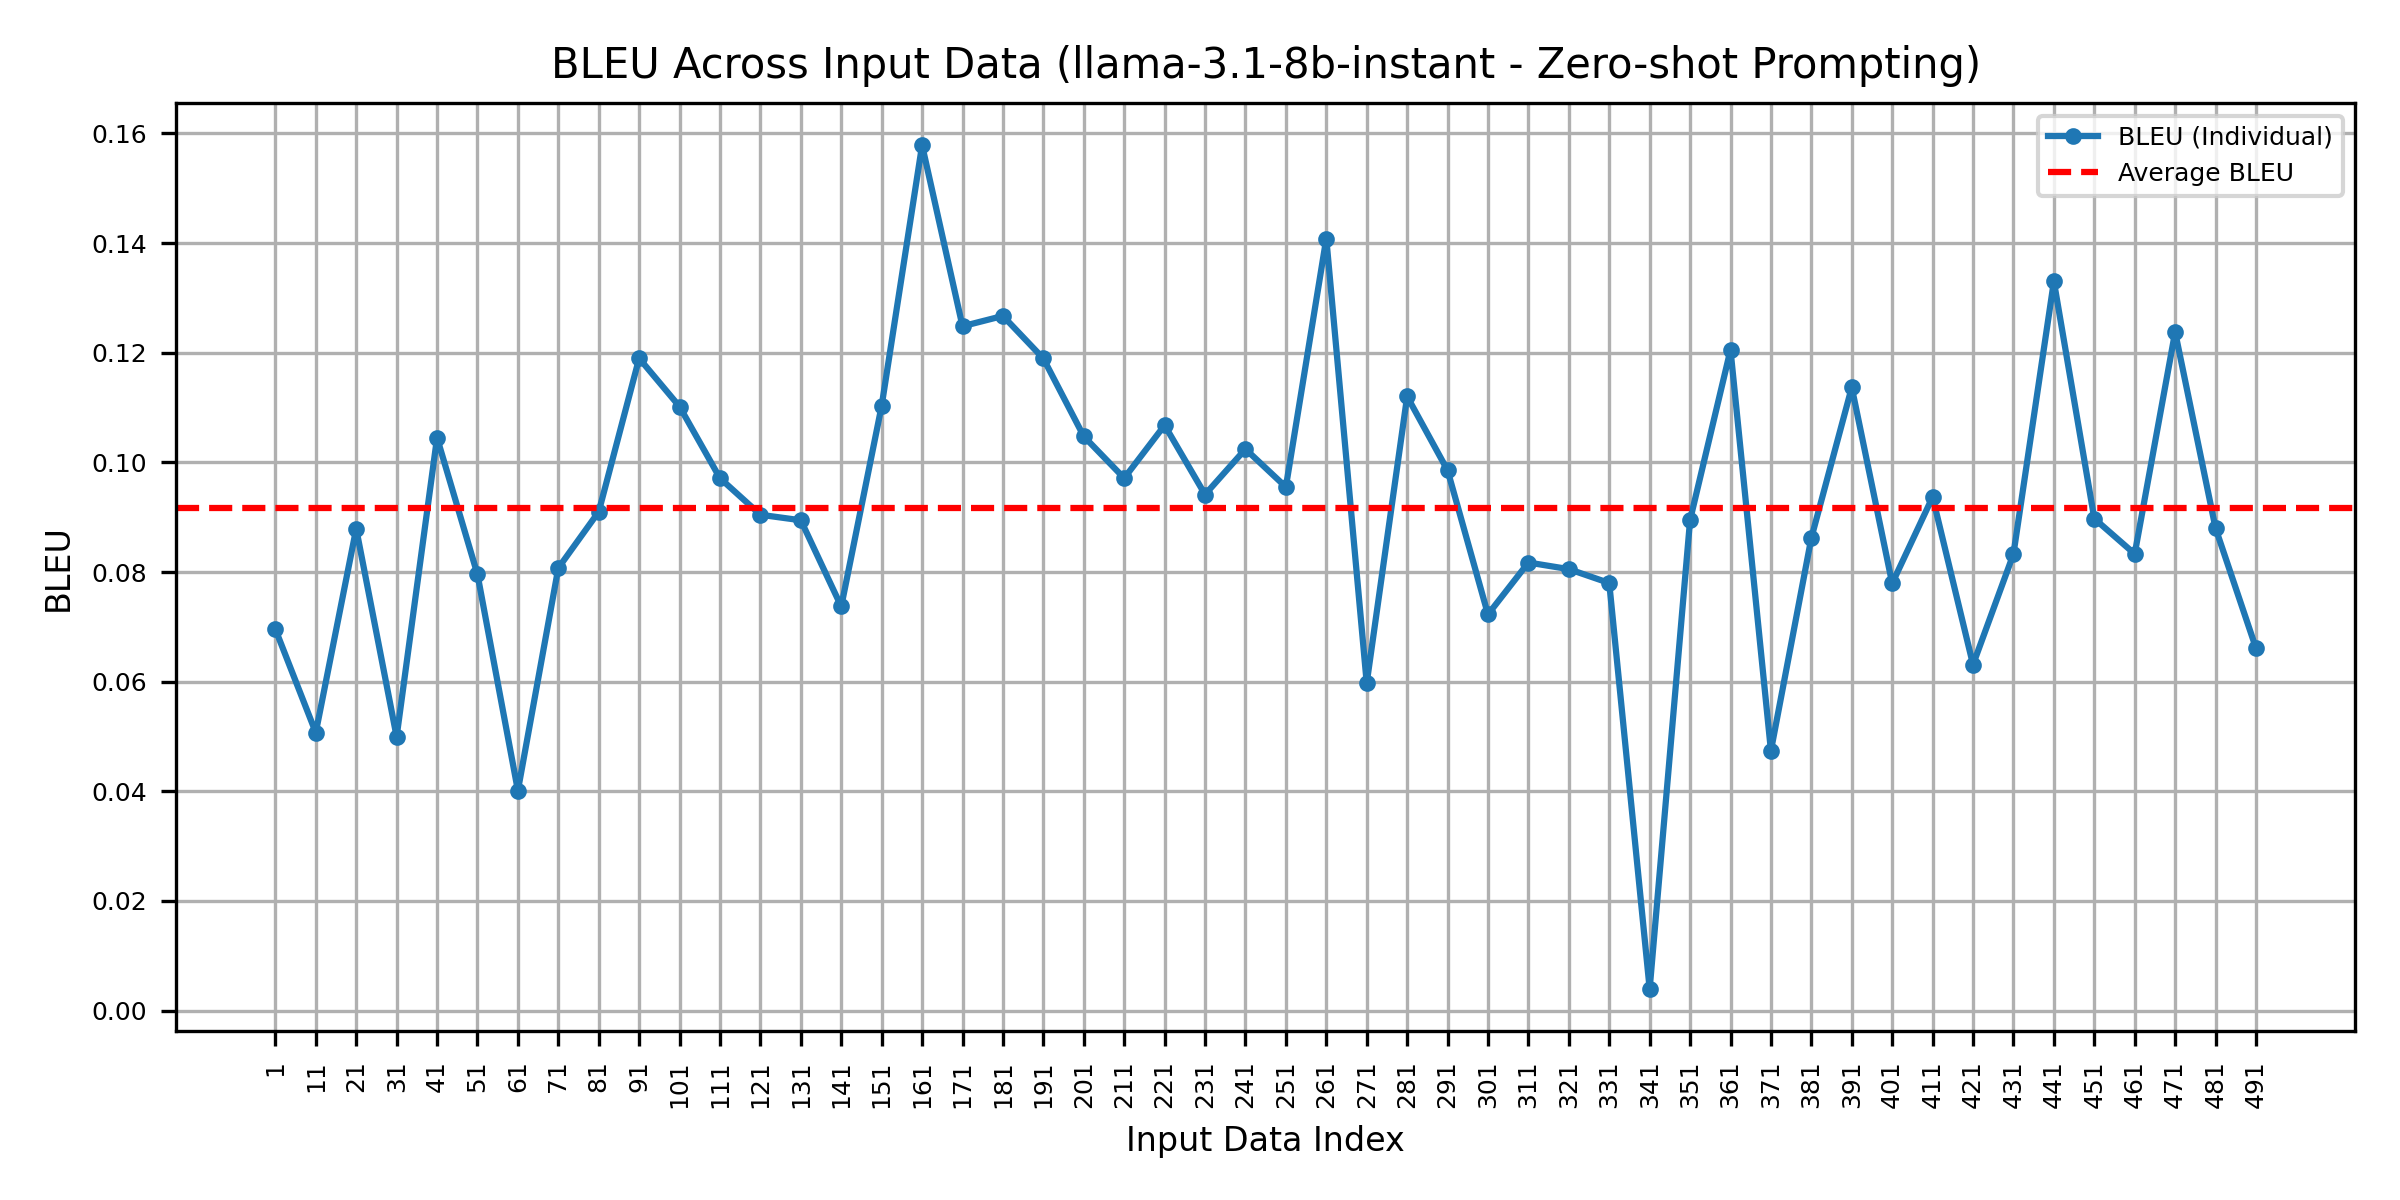 BLEU Across Input Data (llama-3.1-8b-instant - Zero-shot Prompting)
BLEU (Individual)
Average BLEU
BLEU
0.16
0.14
0.12
0.10
0.08
0.06
0.04
0.02
0.00
1 11 21 31 41 51 61 71 81 91 101 111 121 131 141 151 161 171 181 191 201 211 221 231 241 251 261 271 281 291 301 311 321 331 341 351 361 371 381 391 401 411 421 431 441 451 461 471 481 491
Input Data Index